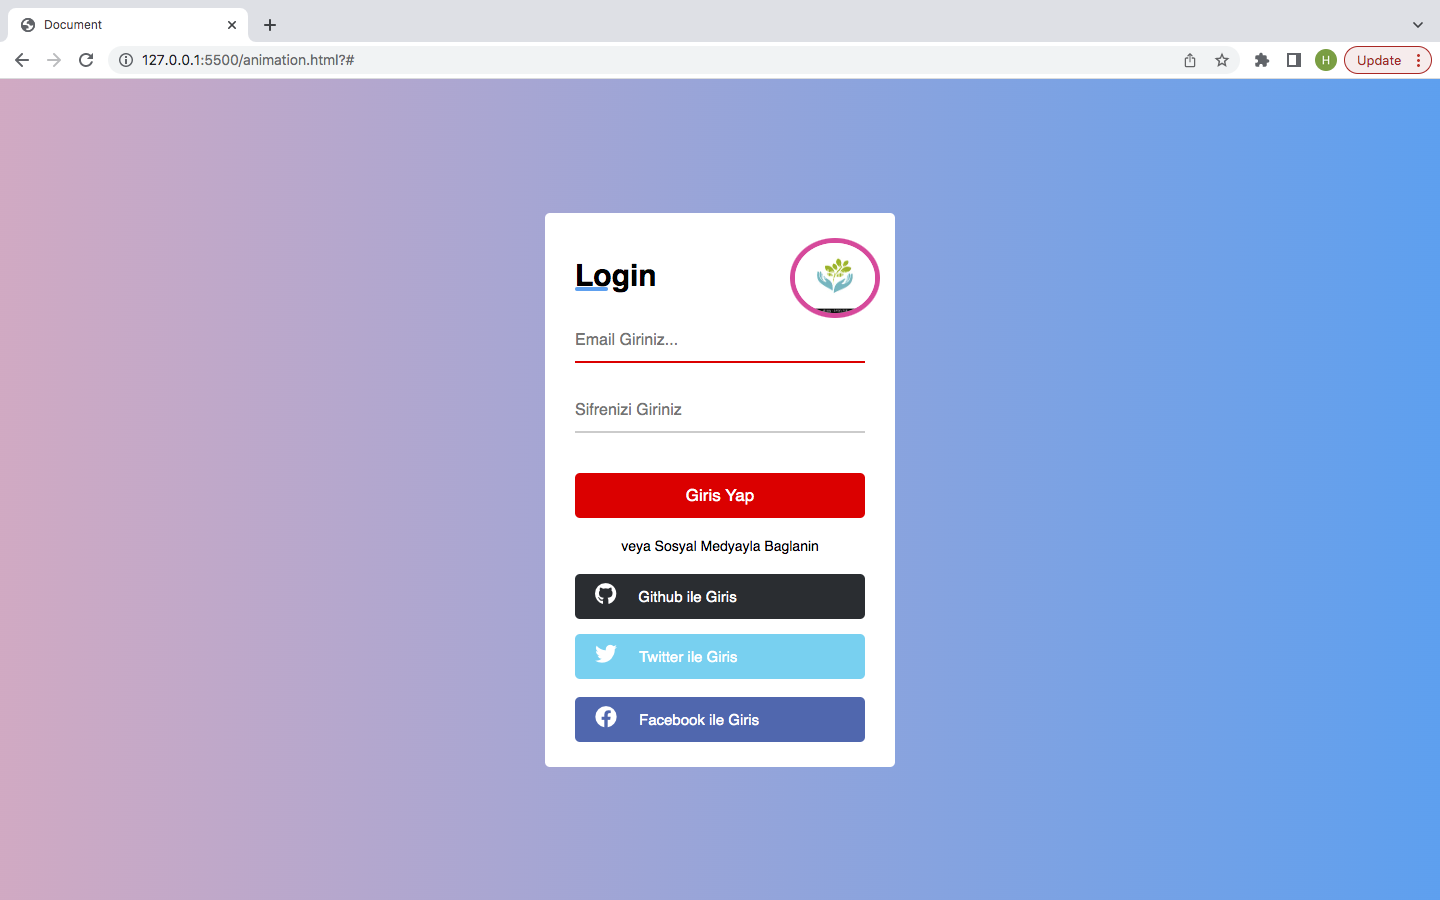 Document
127.0.0.1:5500/animation.html?#
H
Update
Login
Email Giriniz...
Sifrenizi Giriniz
Giris Yap
veya Sosyal Medyayla Baglanin
Github ile Giris
Twitter ile Giris
Facebook ile Giris